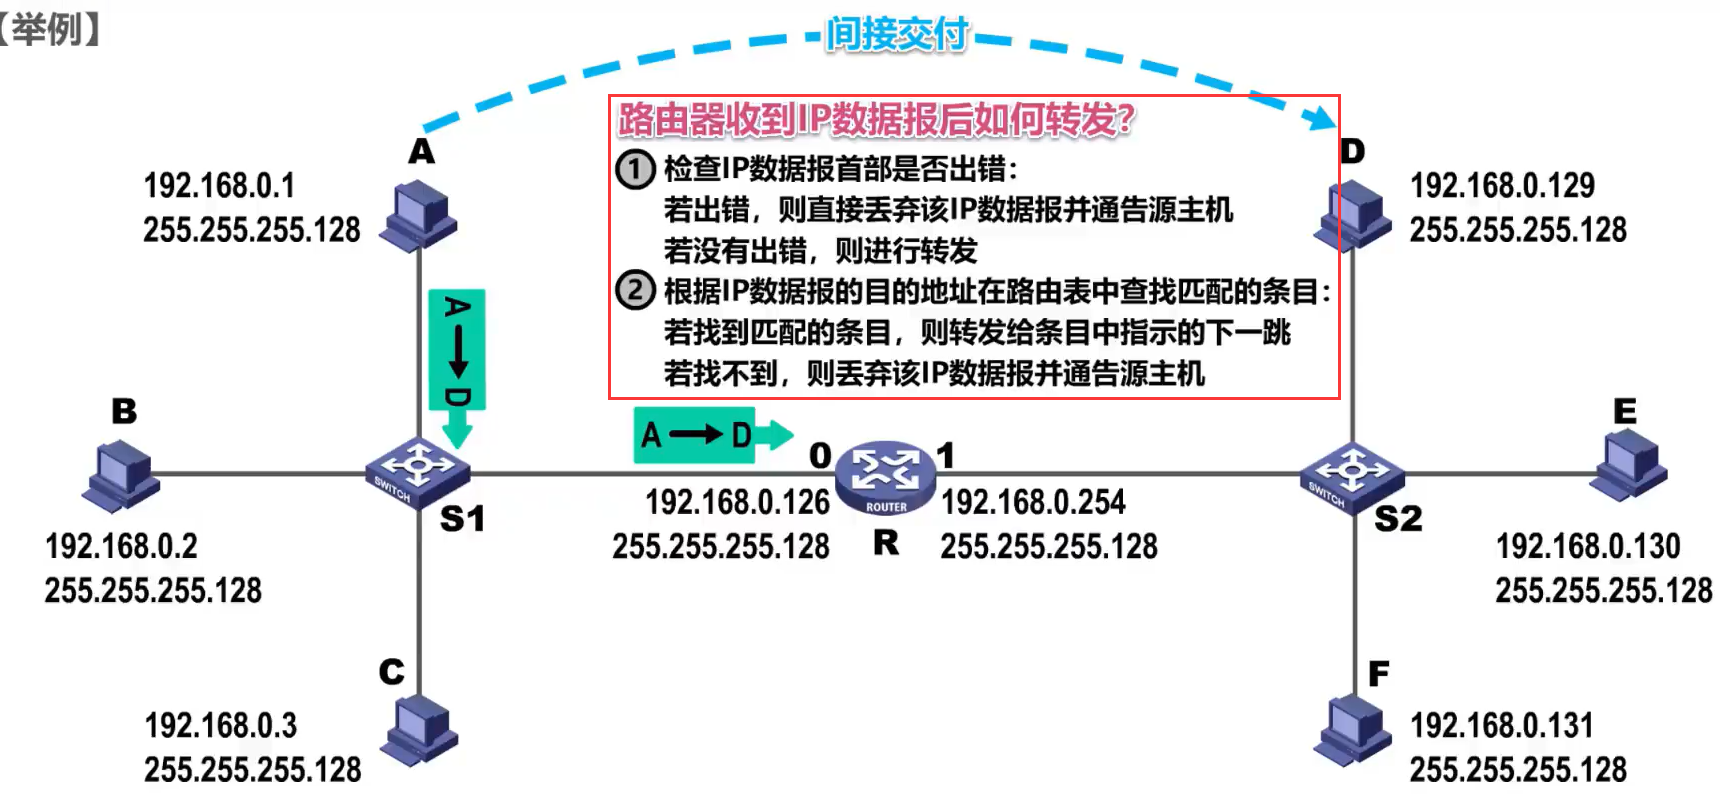 【举例】
间接交付
路由器收到IP数据报后如何转发?
① 检查IP数据报首部是否出错：
若出错，则直接丢弃该IP数据报并通告源主机
若没有出错，则进行转发
② 根据IP数据报的目的地址在路由表中查找匹配的条目：
若找到匹配的条目，则转发给条目中指示的下一跳
若找不到，则丢弃该IP数据报并通告源主机
A
192.168.0.1
255.255.255.128
D
192.168.0.129
255.255.255.128
A → D
B
192.168.0.2
255.255.255.128
SWITCH
S1
A → D
0
1
192.168.0.126
255.255.255.128
ROUTER
R
192.168.0.254
255.255.255.128
SWITCH
S2
E
192.168.0.130
255.255.255.128
C
192.168.0.3
255.255.255.128
F
192.168.0.131
255.255.255.128